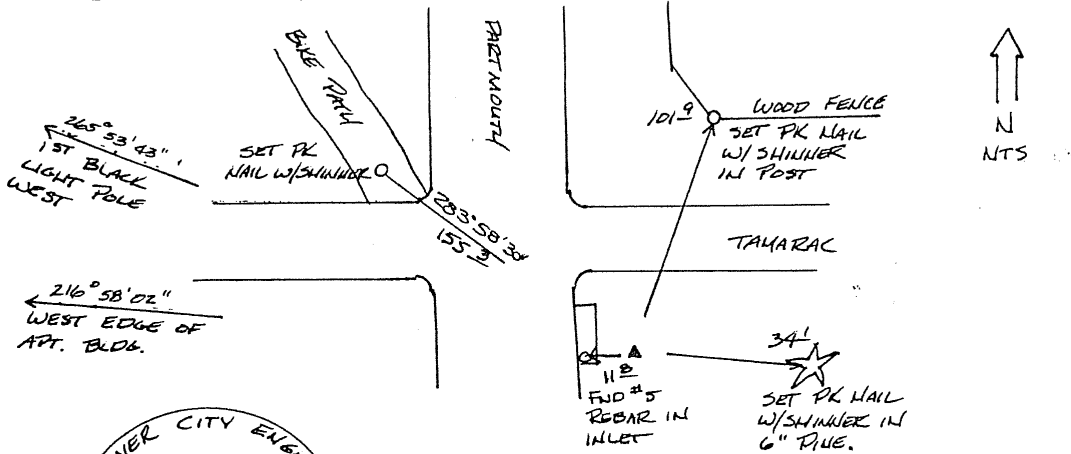 BIKE PATH
DARTMOUTH
265°53'43"
1ST BLACK
LIGHT POLE
WEST
SET PK
NAIL W/SHINNER
283°58'30"
155 3
101 9
WOOD FENCE
SET PK NAIL
W/SHINNER
IN POST
N
NTS
TAMARAC
216°58'02"
WEST EDGE OF
APT. BLDG.
11 8
FND #5
REBAR IN
INLET
34'
SET PK NAIL
W/SHINNER IN
6" PINE.
VER CITY ENG